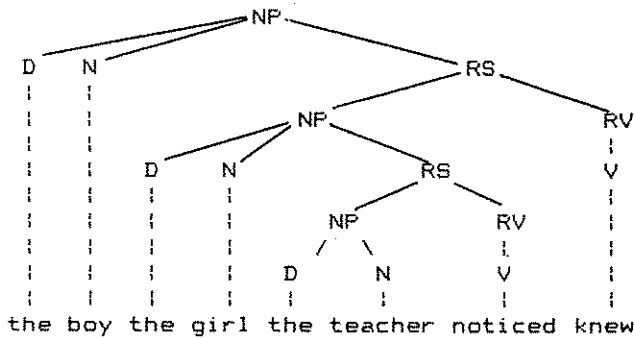 NP
D N RS
NP RV
D N RS V
NP RV
D N V
the boy the girl the teacher noticed knew